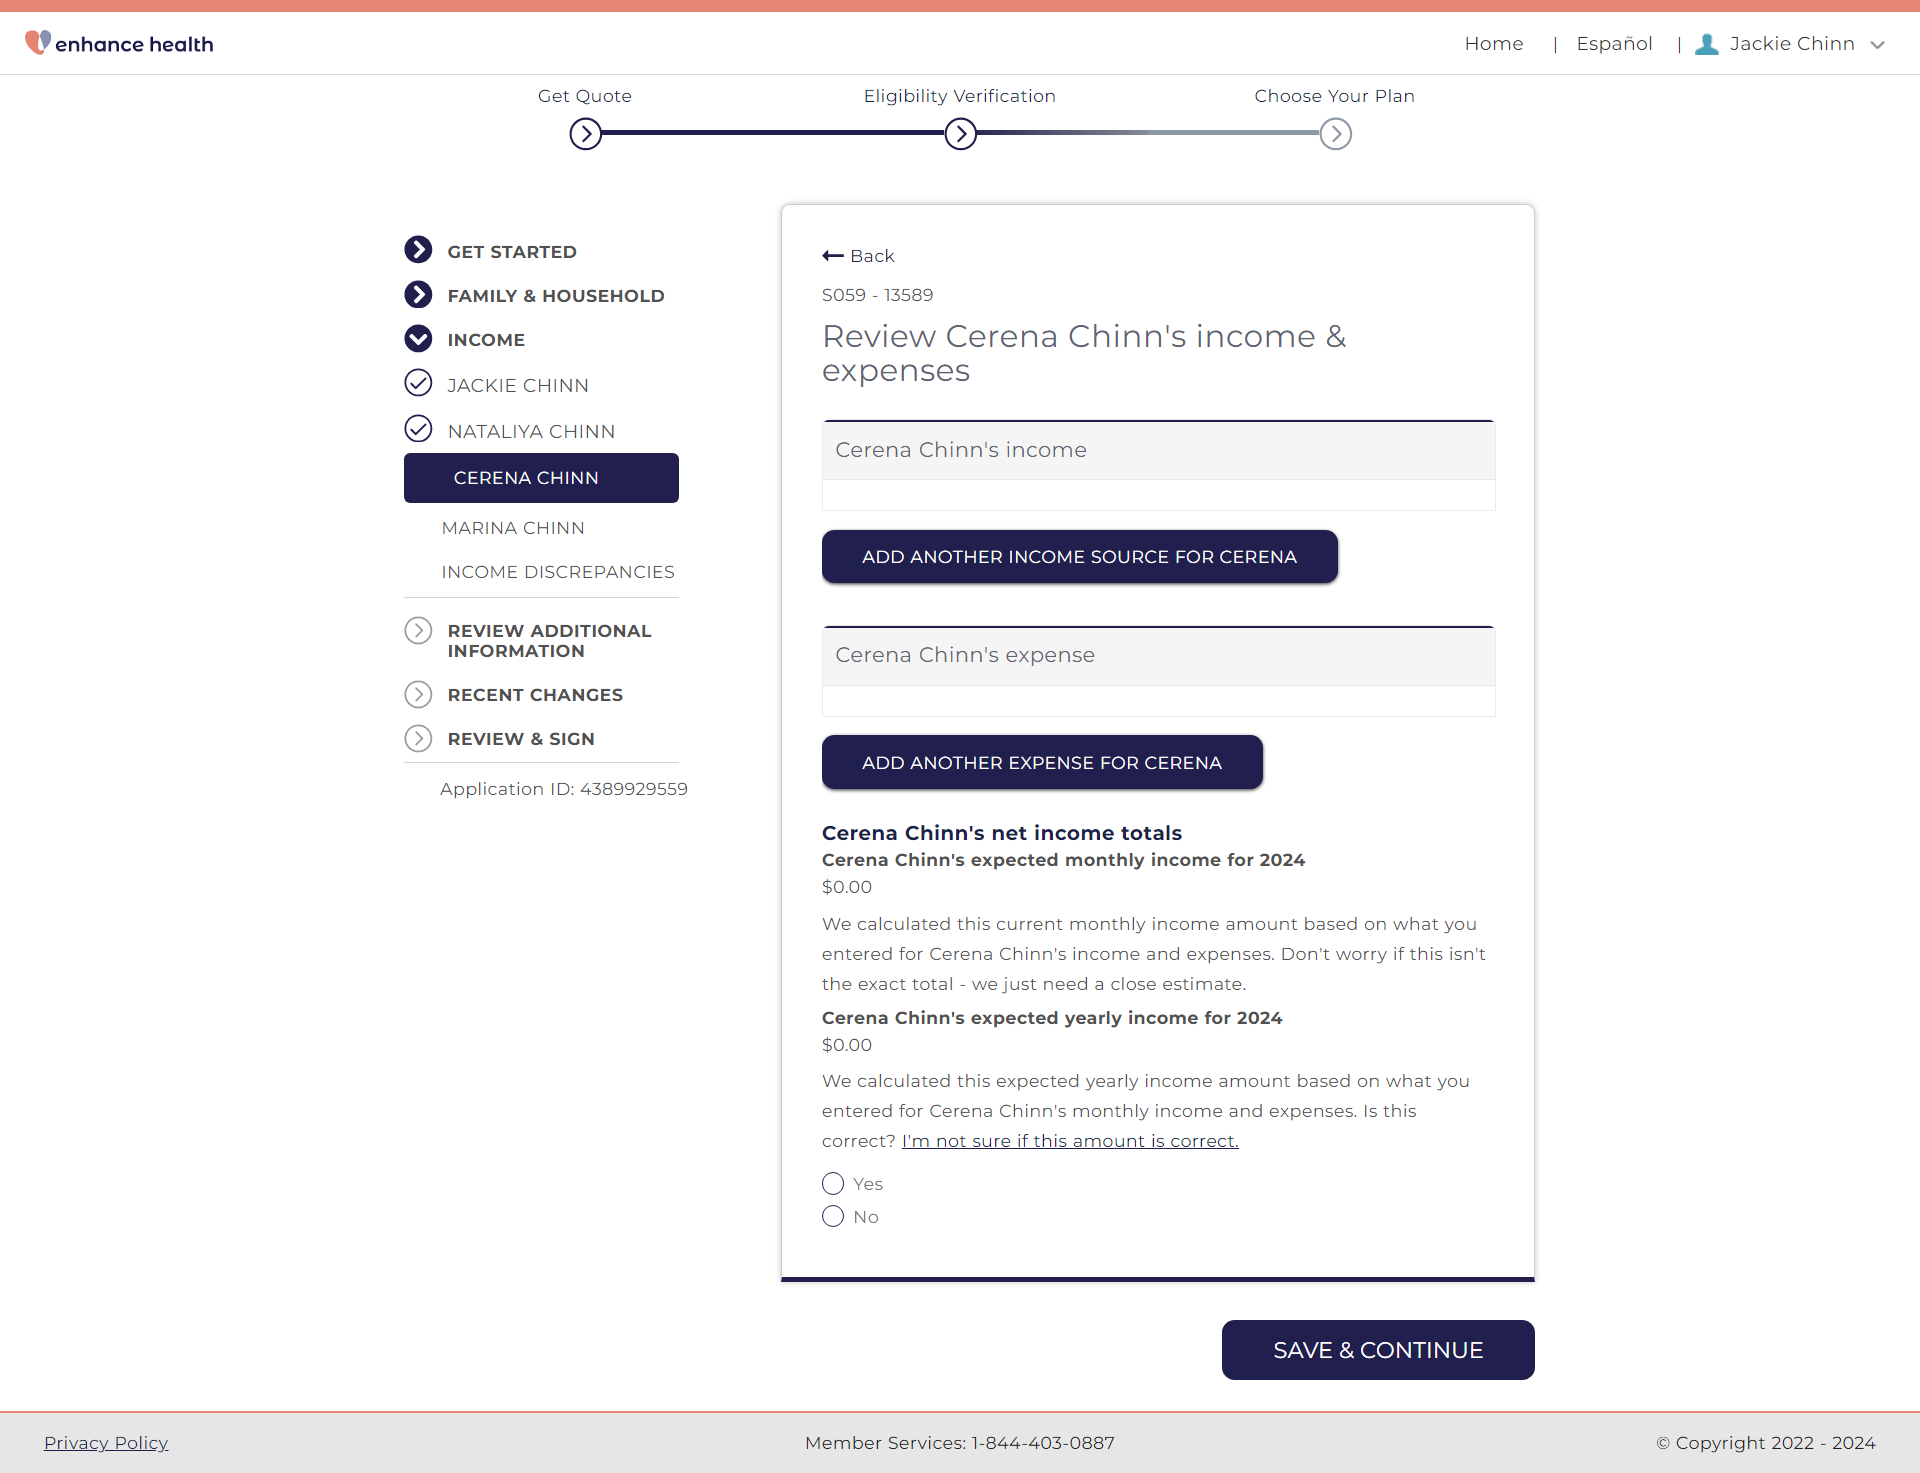 enhance health
Home | Español | Jackie Chinn
Get Quote
Eligibility Verification
Choose Your Plan
GET STARTED
FAMILY & HOUSEHOLD
INCOME
JACKIE CHINN
NATALIYA CHINN
CERENA CHINN
MARINA CHINN
INCOME DISCREPANCIES
REVIEW ADDITIONAL
INFORMATION
RECENT CHANGES
REVIEW & SIGN
Application ID: 4389929559
Back
S059 - 13589
Review Cerena Chinn's income &
expenses
Cerena Chinn's income
ADD ANOTHER INCOME SOURCE FOR CERENA
Cerena Chinn's expense
ADD ANOTHER EXPENSE FOR CERENA
Cerena Chinn's net income totals
Cerena Chinn's expected monthly income for 2024
$0.00
We calculated this current monthly income amount based on what you
entered for Cerena Chinn's income and expenses. Don't worry if this isn't
the exact total - we just need a close estimate.
Cerena Chinn's expected yearly income for 2024
$0.00
We calculated this expected yearly income amount based on what you
entered for Cerena Chinn's monthly income and expenses. Is this
correct? I'm not sure if this amount is correct.
Yes
No
SAVE & CONTINUE
Privacy Policy
Member Services: 1-844-403-0887
© Copyright 2022 - 2024